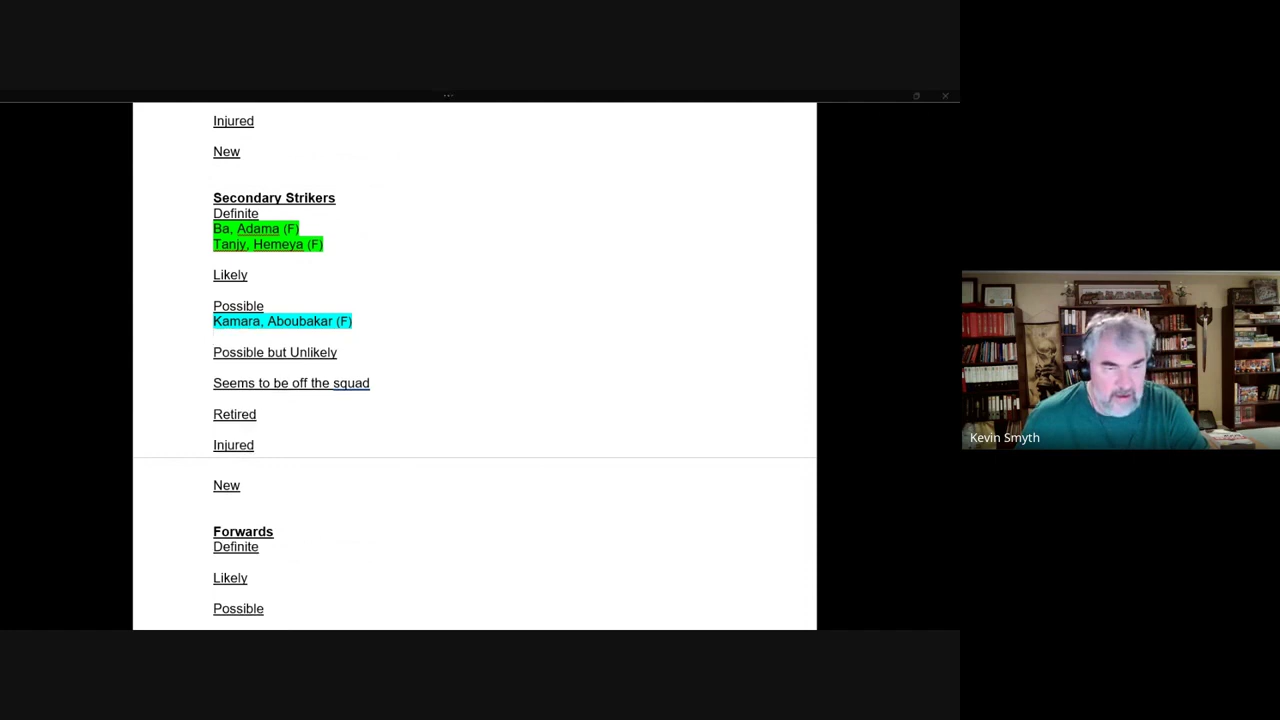 Injured
New
Secondary Strikers
Definite
Ba, Adama (F)
Tanjy, Hemeya (F)
Likely
Possible
Kamara, Aboubakar (F)
Possible but Unlikely
Seems to be off the squad
Retired
Injured
New
Forwards
Definite
Likely
Possible
Kevin Smyth